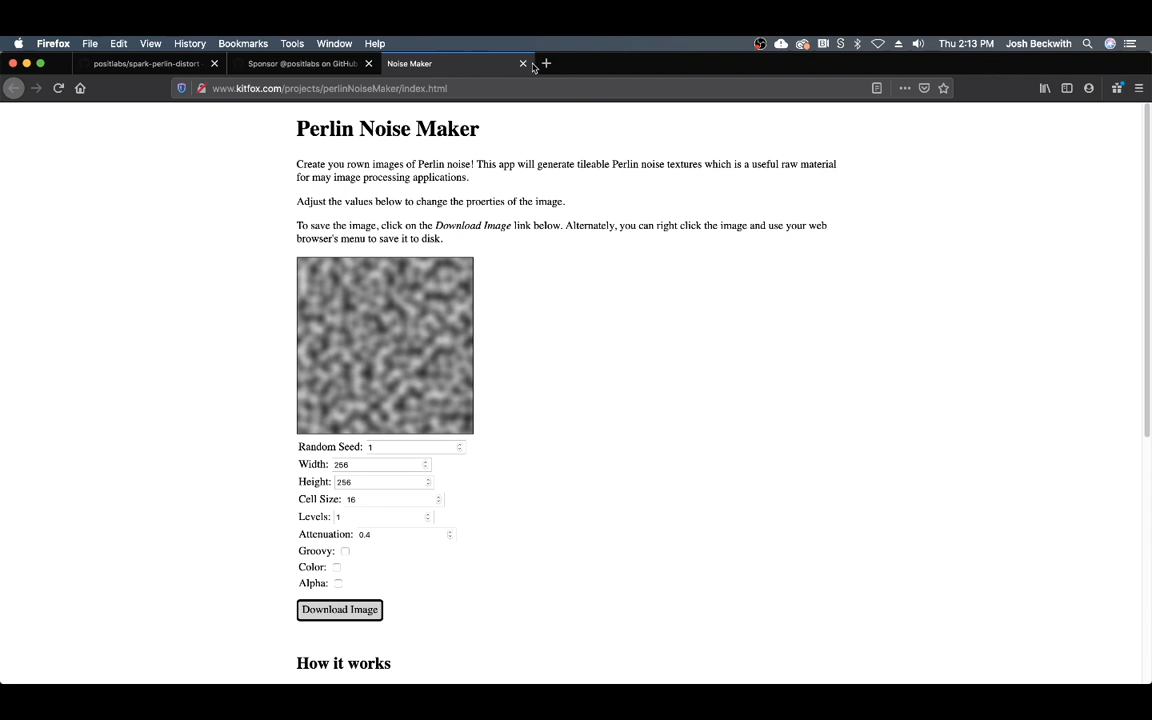 Firefox File Edit View History Bookmarks Tools Window Help Thu 2:13 PM Josh Beckwith
positlabs/spark-perlin-distort Sponsor @positlabs on GitHub Noise Maker
www.kitfox.com/projects/perlinNoiseMaker/index.html
Perlin Noise Maker
Create you rown images of Perlin noise! This app will generate tileable Perlin noise textures which is a useful raw material
for may image processing applications.
Adjust the values below to change the proerties of the image.
To save the image, click on the Download Image link below. Alternately, you can right click the image and use your web
browser's menu to save it to disk.
Random Seed: 1
Width: 256
Height: 256
Cell Size: 16
Levels: 1
Attenuation: 0.4
Groovy:
Color:
Alpha:
Download Image
How it works